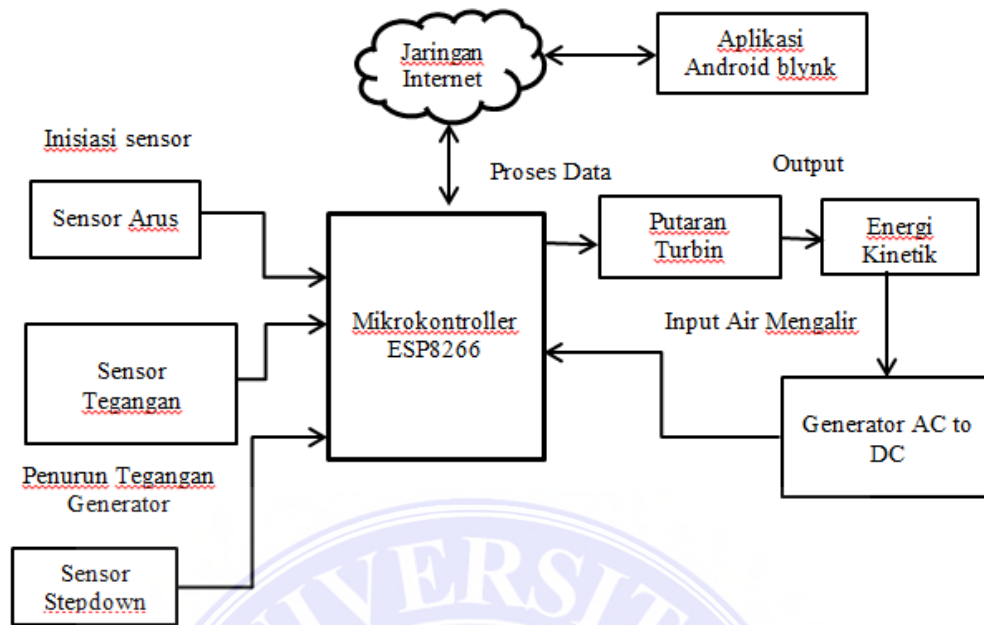 Jaringan
Internet
Aplikasi
Android blynk
Inisiasi sensor
Proses Data
Output
Sensor Arus
Putaran
Turbin
Energi
Kinetik
Mikrokontroller
ESP8266
Input Air Mengalir
Sensor
Tegangan
Generator AC to
DC
Penurun Tegangan
Generator
Sensor
Stepdown
IVERSIT